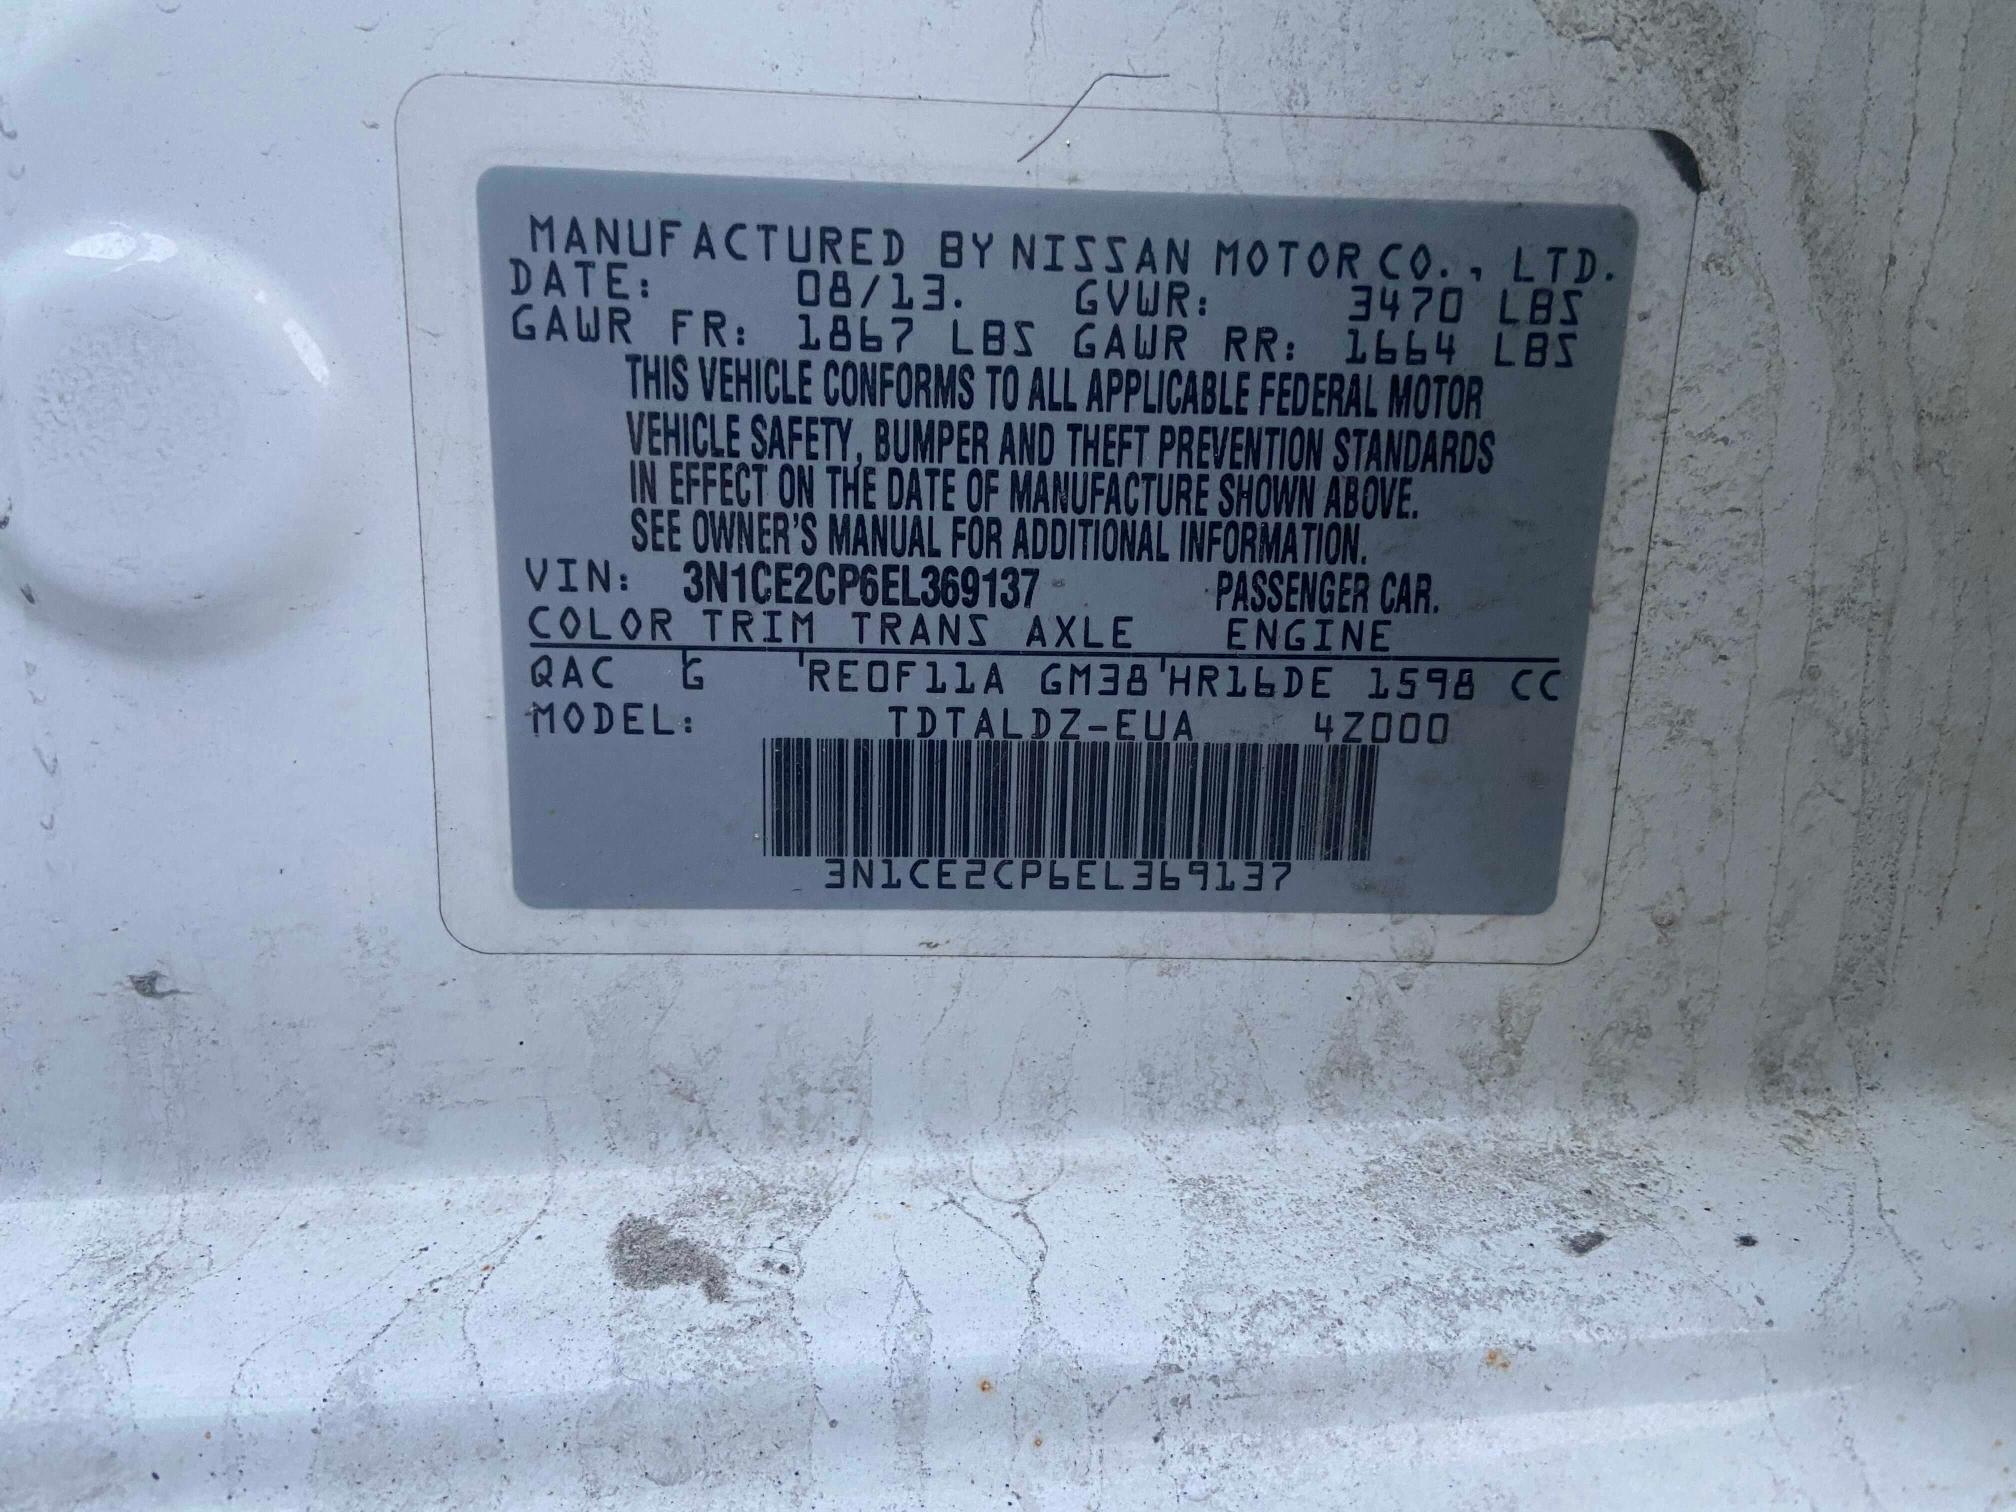 MANUFACTURED BY NISSAN MOTOR CO., LTD.
DATE: 08/13. GVWR: 3470 LBS
GAWR FR: 1867 LBS GAWR RR: 1664 LBS
THIS VEHICLE CONFORMS TO ALL APPLICABLE FEDERAL MOTOR
VEHICLE SAFETY, BUMPER AND THEFT PREVENTION STANDARDS
IN EFFECT ON THE DATE OF MANUFACTURE SHOWN ABOVE.
SEE OWNER'S MANUAL FOR ADDITIONAL INFORMATION.
VIN: 3N1CE2CP6EL369137 PASSENGER CAR.
COLOR TRIM TRANS AXLE ENGINE
QAC G RE0F11A GM38 HR16DE 1598 CC
MODEL: TDTALDZ-EUA 4Z000
3N1CE2CP6EL369137